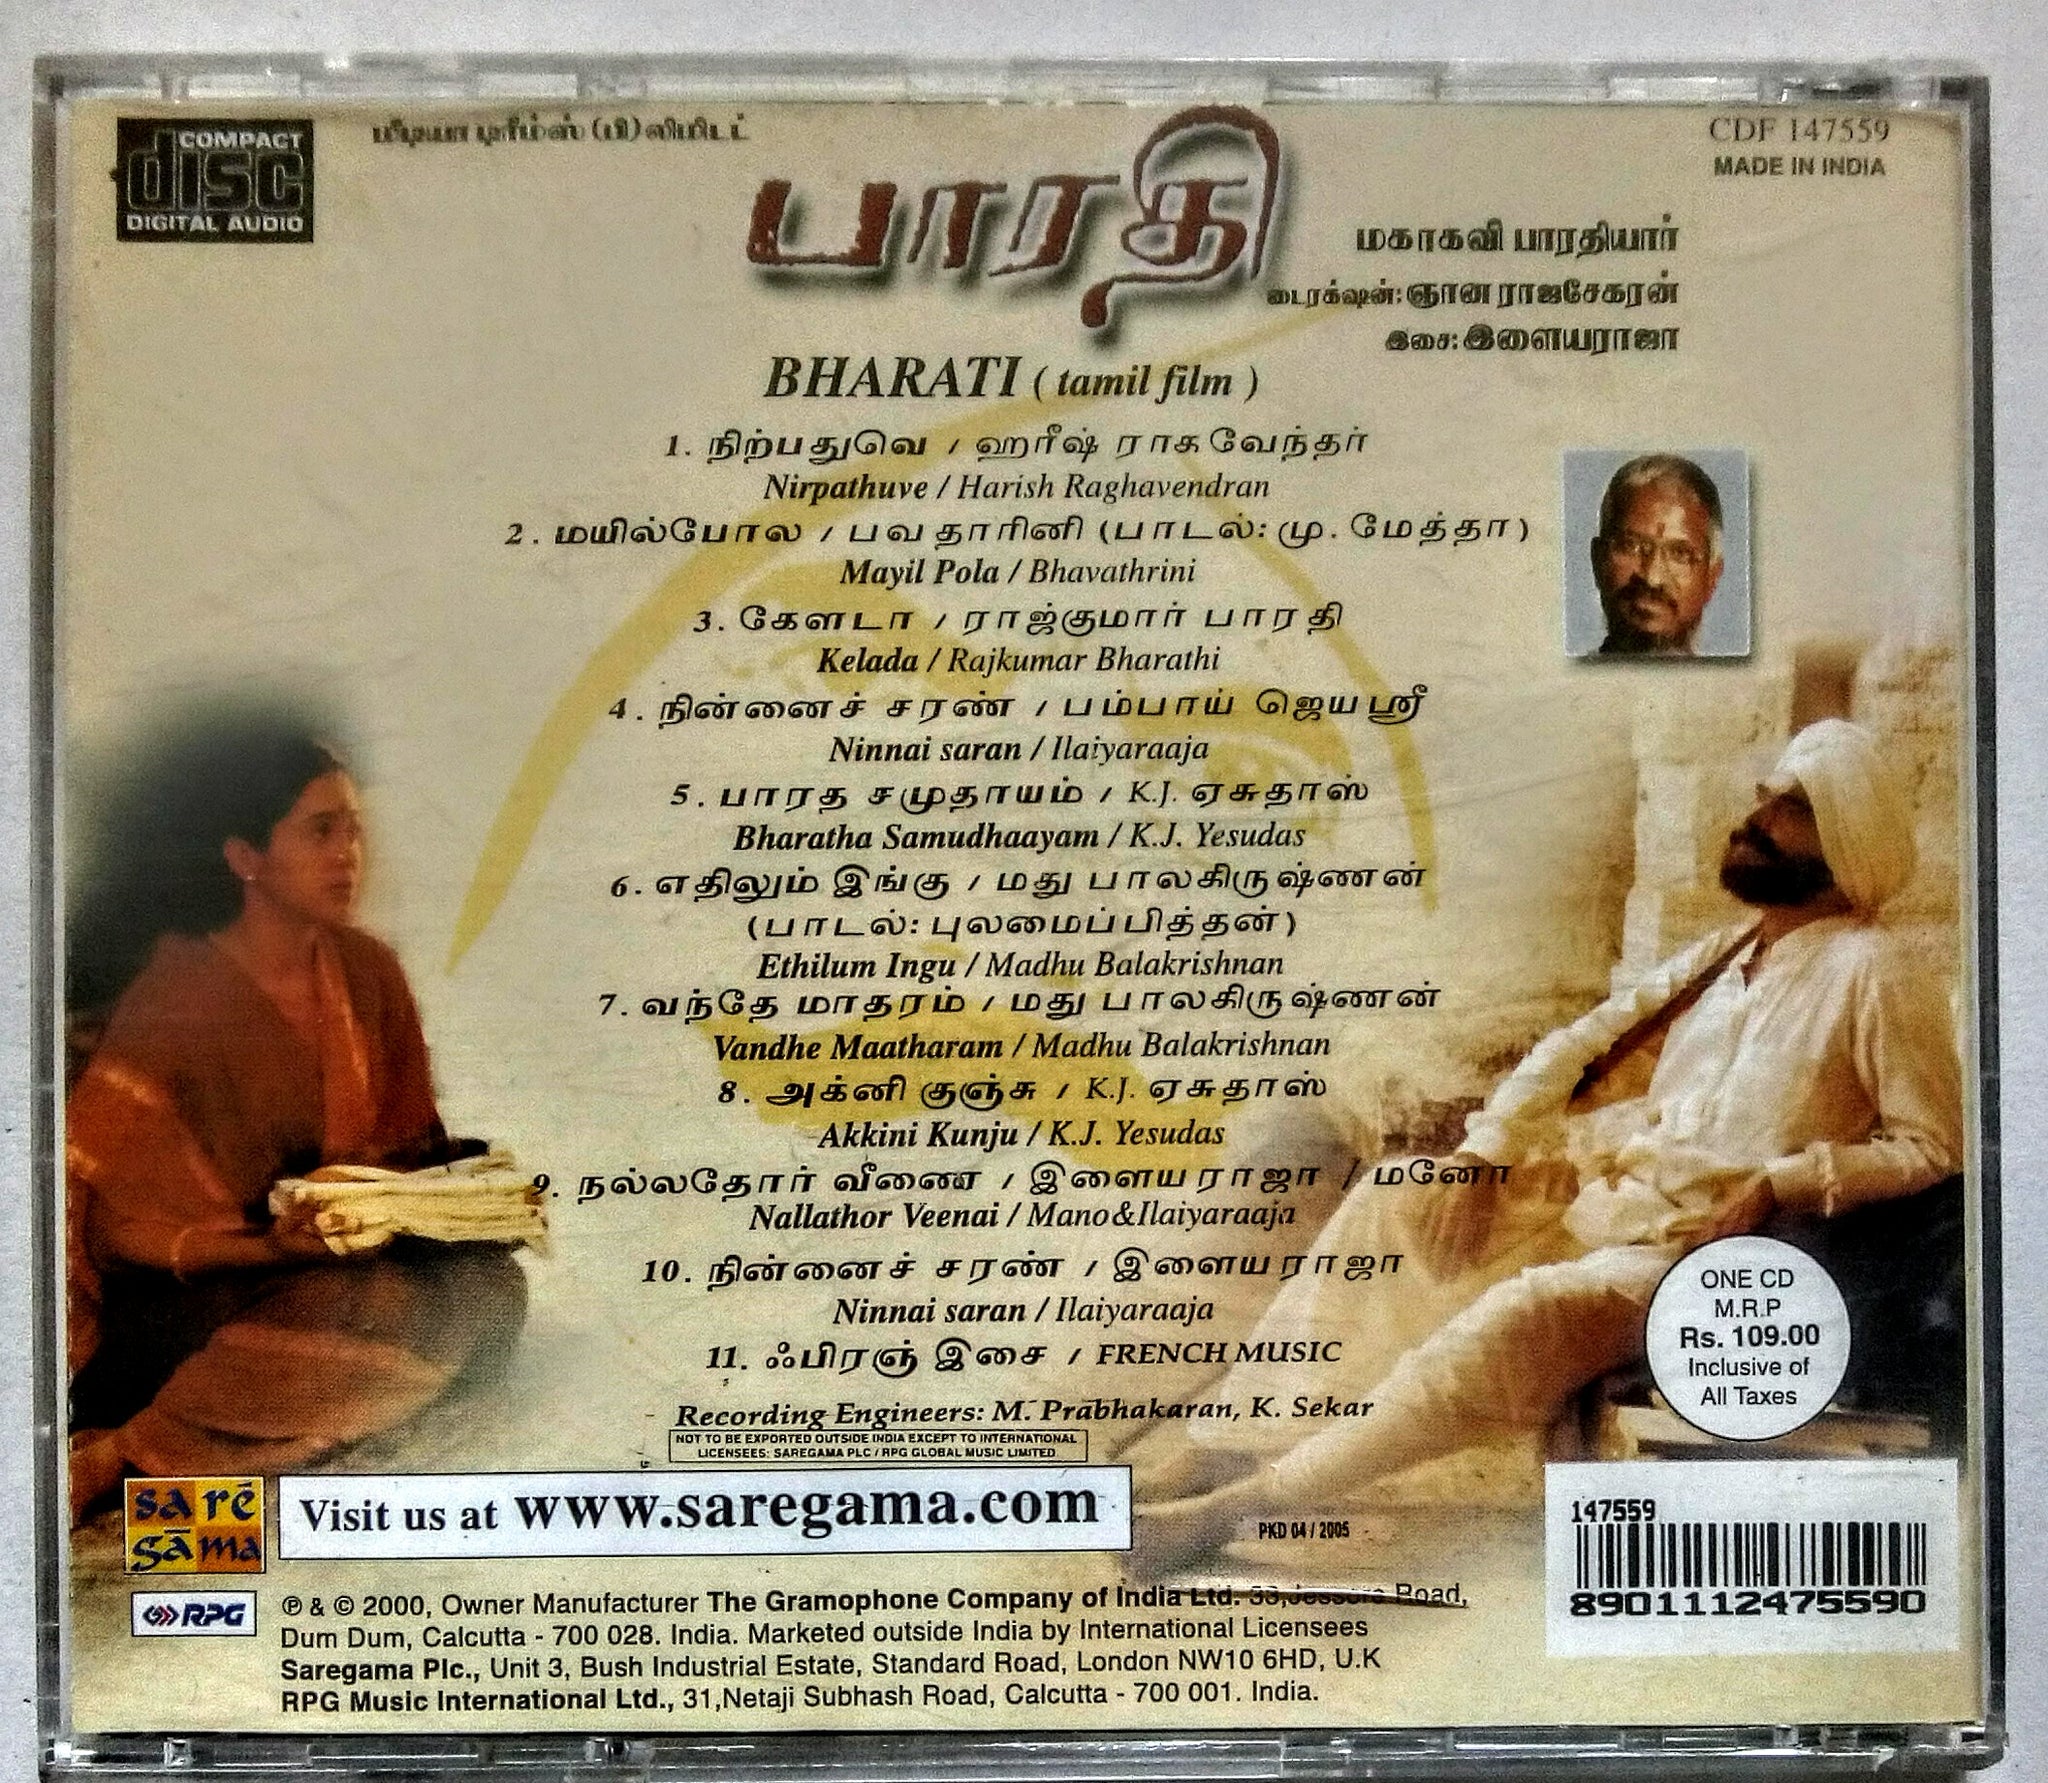 COMPACT
disc
DIGITAL AUDIO
மீடியா டிரீம்ஸ் (பி) லிமிடட்
CDF 147559
MADE IN INDIA
பாரதி
மகாகவி பாரதியார்
டைரக்‌ஷன்: ஞான ராஜசேகரன்
இசை: இளையராஜா
BHARATI ( tamil film )
1. நிற்பதுவெ / ஹரீஷ் ராகவேந்தர்
Nirpathuve / Harish Raghavendran
2. மயில்போல / பவதாரினி (பாடல்: மு. மேத்தா)
Mayil Pola / Bhavathrini
3. கேளடா / ராஜ்குமார் பாரதி
Kelada / Rajkumar Bharathi
4. நின்னைச் சரண் / பம்பாய் ஜெயஸ்ரீ
Ninnai saran / Ilaiyaraaja
5. பாரத சமுதாயம் / K.J. ஏசுதாஸ்
Bharatha Samudhaayam / K.J. Yesudas
6. எதிலும் இங்கு / மது பாலகிருஷ்ணன்
(பாடல்: புலமைப்பித்தன்)
Ethilum Ingu / Madhu Balakrishnan
7. வந்தே மாதரம் / மது பாலகிருஷ்ணன்
Vandhe Maatharam / Madhu Balakrishnan
8. அக்னி குஞ்சு / K.J. ஏசுதாஸ்
Akkini Kunju / K.J. Yesudas
9. நல்லதோர் வீணை / இளையராஜா / மனோ
Nallathor Veenai / Mano&Ilaiyaraaja
10. நின்னைச் சரண் / இளையராஜா
Ninnai saran / Ilaiyaraaja
11. ஃபிரஞ் இசை / FRENCH MUSIC
Recording Engineers: M. Prabhakaran, K. Sekar
NOT TO BE EXPORTED OUTSIDE INDIA EXCEPT TO INTERNATIONAL
LICENSEES: SAREGAMA PLC / RPG GLOBAL MUSIC LIMITED
ONE CD
M.R.P
Rs. 109.00
Inclusive of
All Taxes
sa rē
gā ma
Visit us at www.saregama.com
PKD 04 / 2005
147559
8901112475590
RPG
℗ & © 2000, Owner Manufacturer The Gramophone Company of India Ltd. 33,Jessore Road,
Dum Dum, Calcutta - 700 028. India. Marketed outside India by International Licensees
Saregama Plc., Unit 3, Bush Industrial Estate, Standard Road, London NW10 6HD, U.K
RPG Music International Ltd., 31,Netaji Subhash Road, Calcutta - 700 001. India.